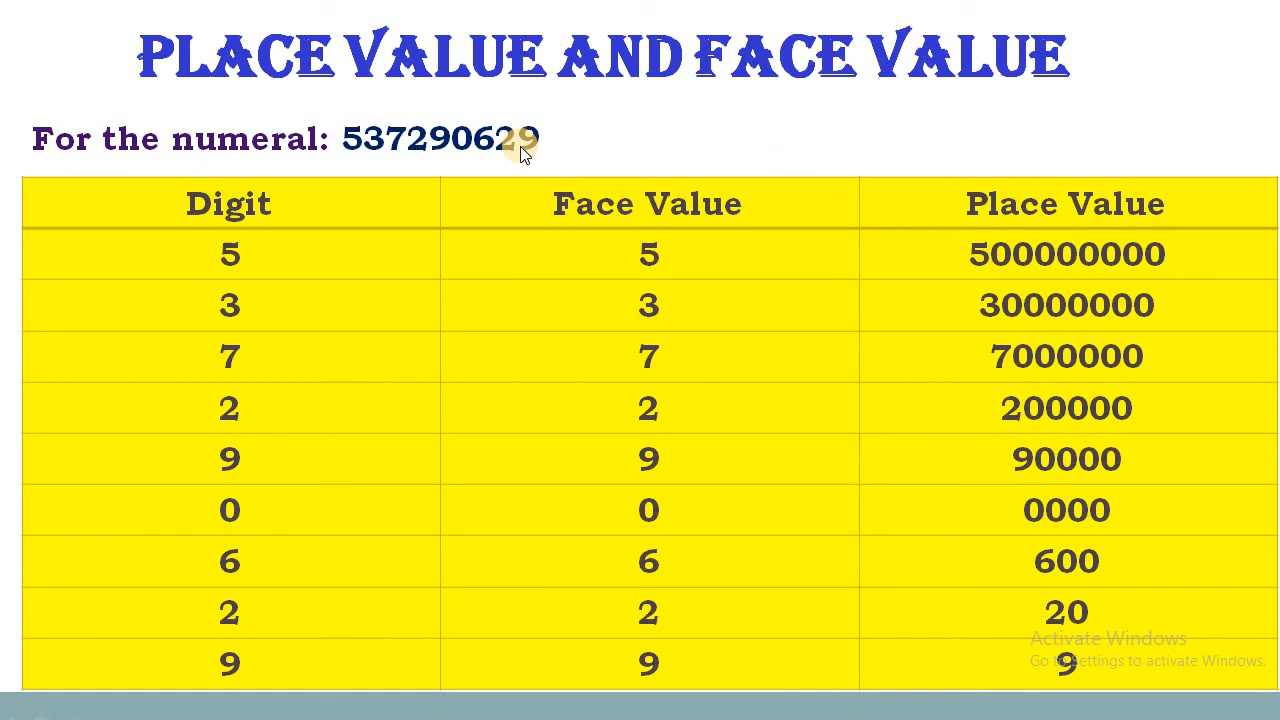 PLACE VALUE AND FACE VALUE
For the numeral: 537290629
Digit Face Value Place Value
5 5 500000000
3 3 30000000
7 7 7000000
2 2 200000
9 9 90000
0 0 0000
6 6 600
2 2 20
Activate Windows
Go to Settings to activate Windows.
9 9 9